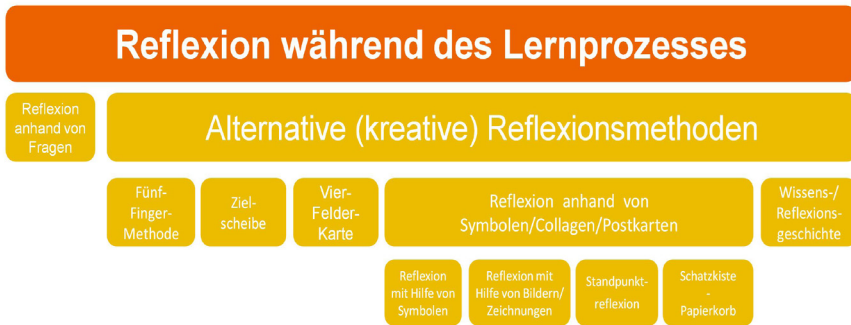 Reflexion während des Lernprozesses
Reflexion
anhand von
Fragen
Alternative (kreative) Reflexionsmethoden
Fünf-
Finger-
Methode
Ziel-
scheibe
Vier-
Felder-
Karte
Reflexion anhand von
Symbolen/Collagen/Postkarten
Wissens-/
Reflexions-
geschichte
Reflexion
mit Hilfe von
Symbolen
Reflexion mit
Hilfe von Bildern/
Zeichnungen
Standpunkt-
reflexion
Schatzkiste
-
Papierkorb